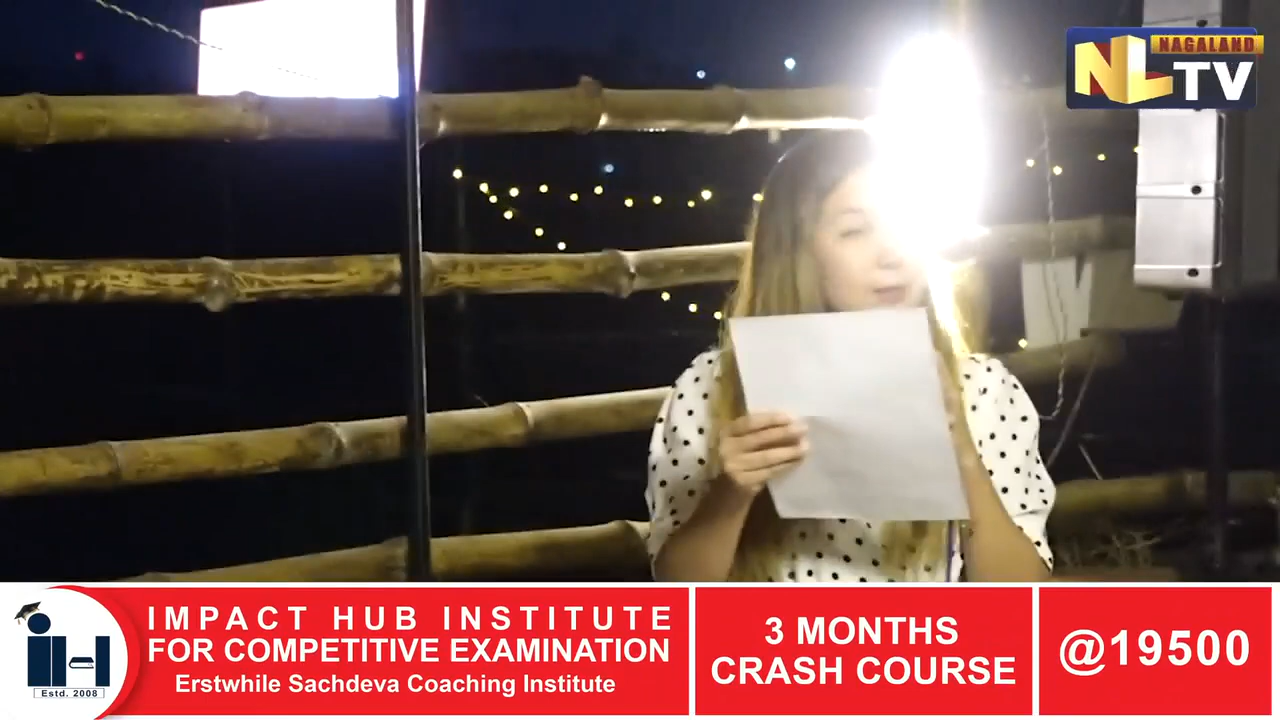 NAGALAND
NL TV
IMPACT HUB INSTITUTE
FOR COMPETITIVE EXAMINATION
Erstwhile Sachdeva Coaching Institute
3 MONTHS
CRASH COURSE
@19500
iH
Estd. 2008